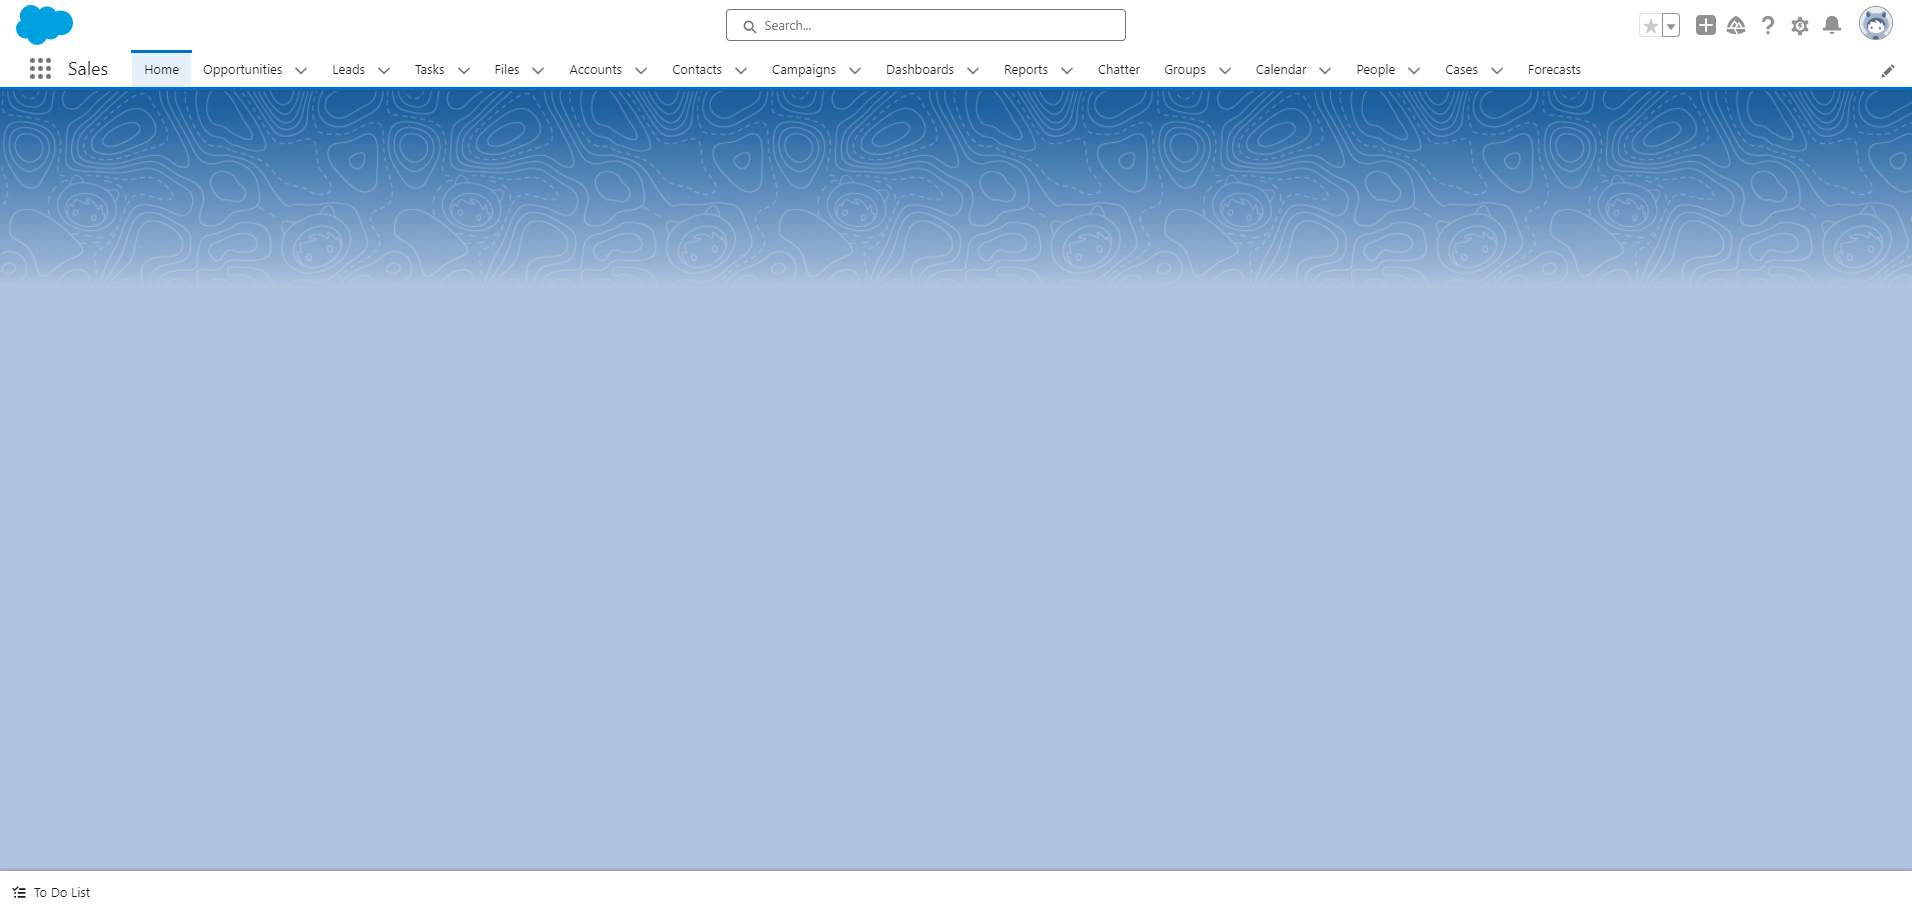 Search...
Sales
Home
Opportunities
Leads
Tasks
Files
Accounts
Contacts
Campaigns
Dashboards
Reports
Chatter
Groups
Calendar
People
Cases
Forecasts
To Do List